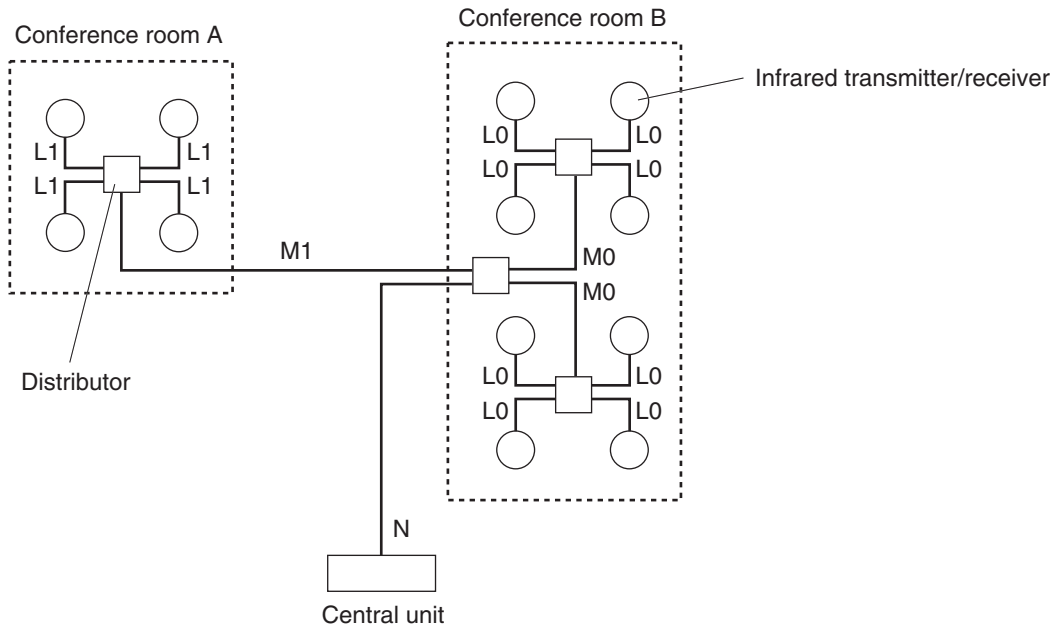 Conference room B
Conference room A
Infrared transmitter/receiver
L0 L0
L1 L1
L0 L0
L1 L1
M1
M0
M0
Distributor
L0 L0
L0 L0
N
Central unit